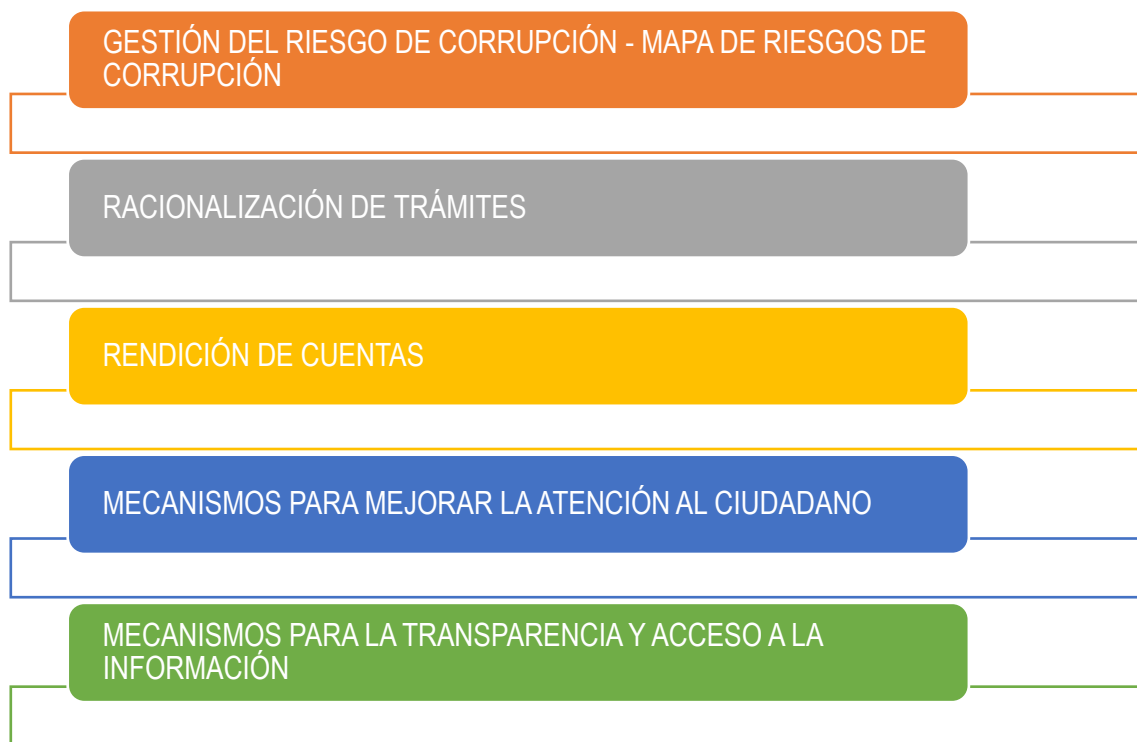 GESTIÓN DEL RIESGO DE CORRUPCIÓN - MAPA DE RIESGOS DE
CORRUPCIÓN
RACIONALIZACIÓN DE TRÁMITES
RENDICIÓN DE CUENTAS
MECANISMOS PARA MEJORAR LA ATENCIÓN AL CIUDADANO
MECANISMOS PARA LA TRANSPARENCIA Y ACCESO A LA
INFORMACIÓN